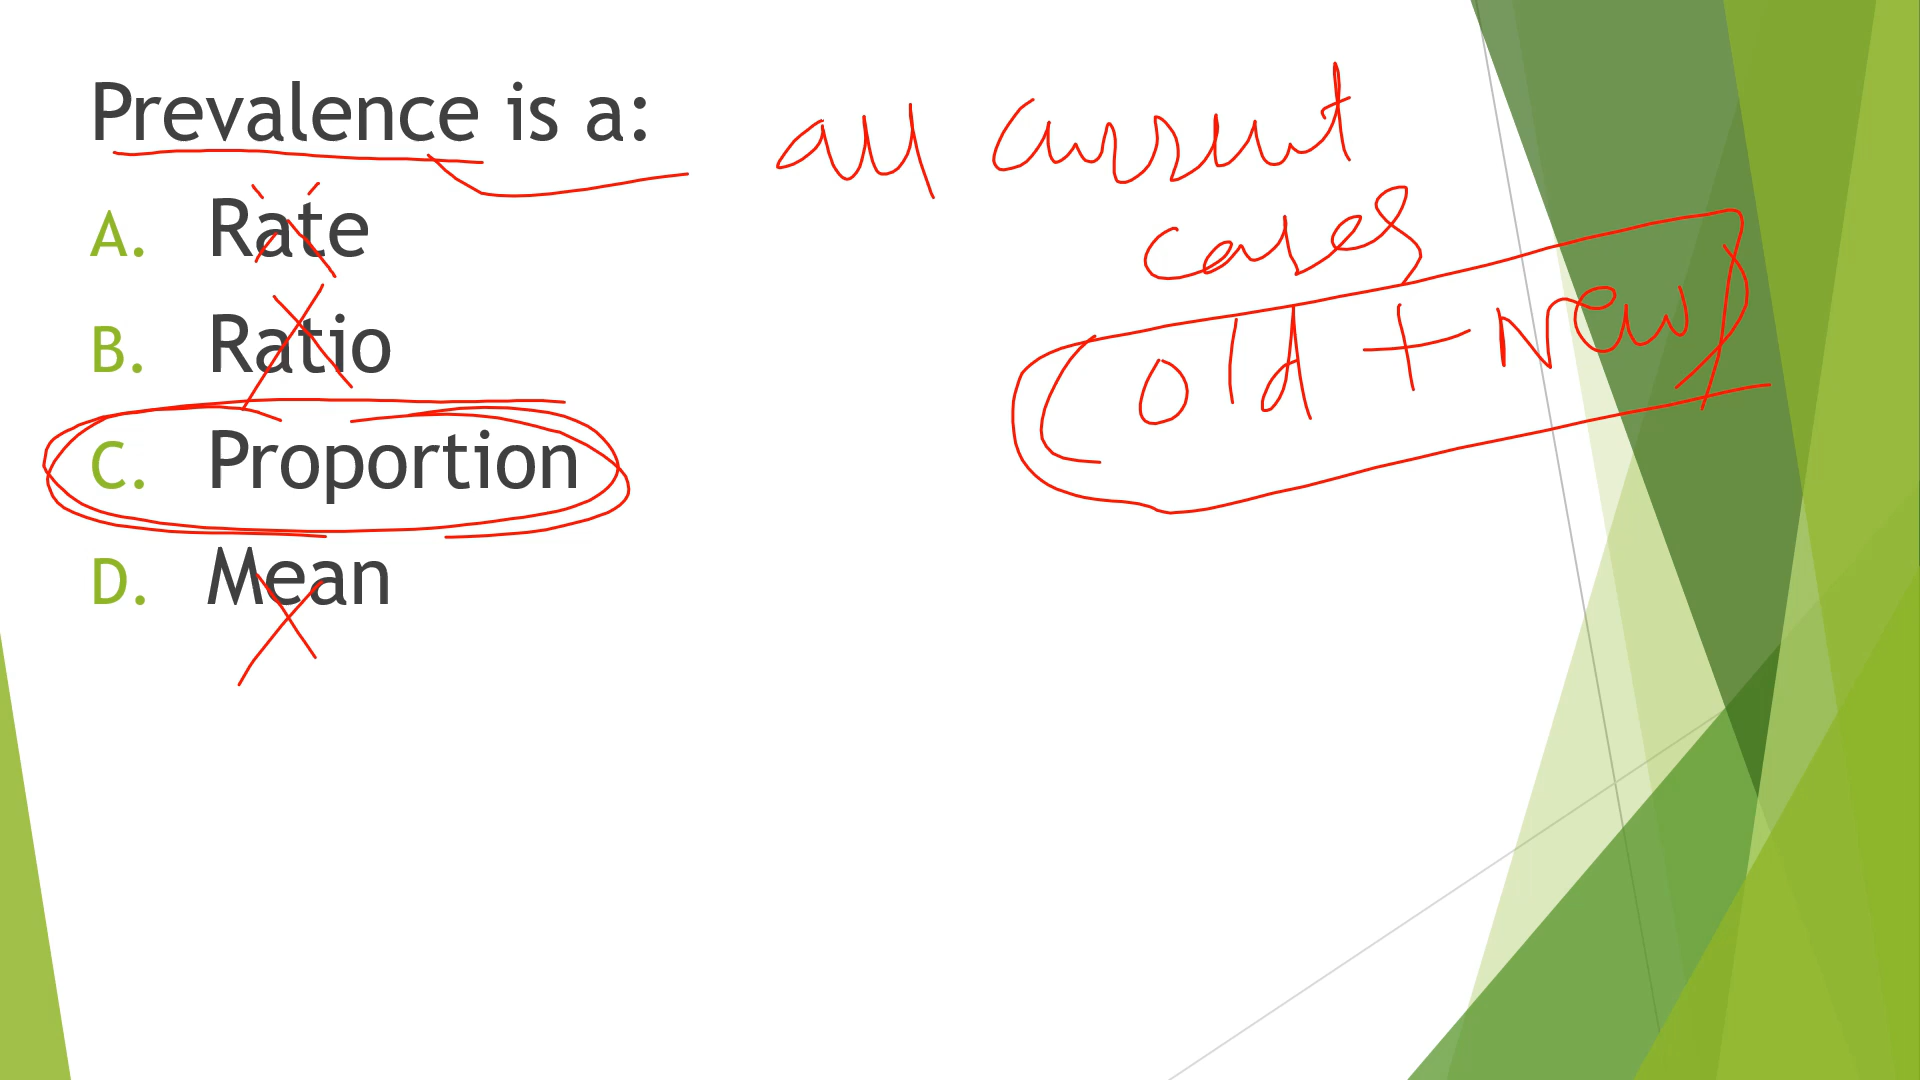 Prevalence is a:
all current
cases
(old + New)
A. Rate
B. Ratio
C. Proportion
D. Mean